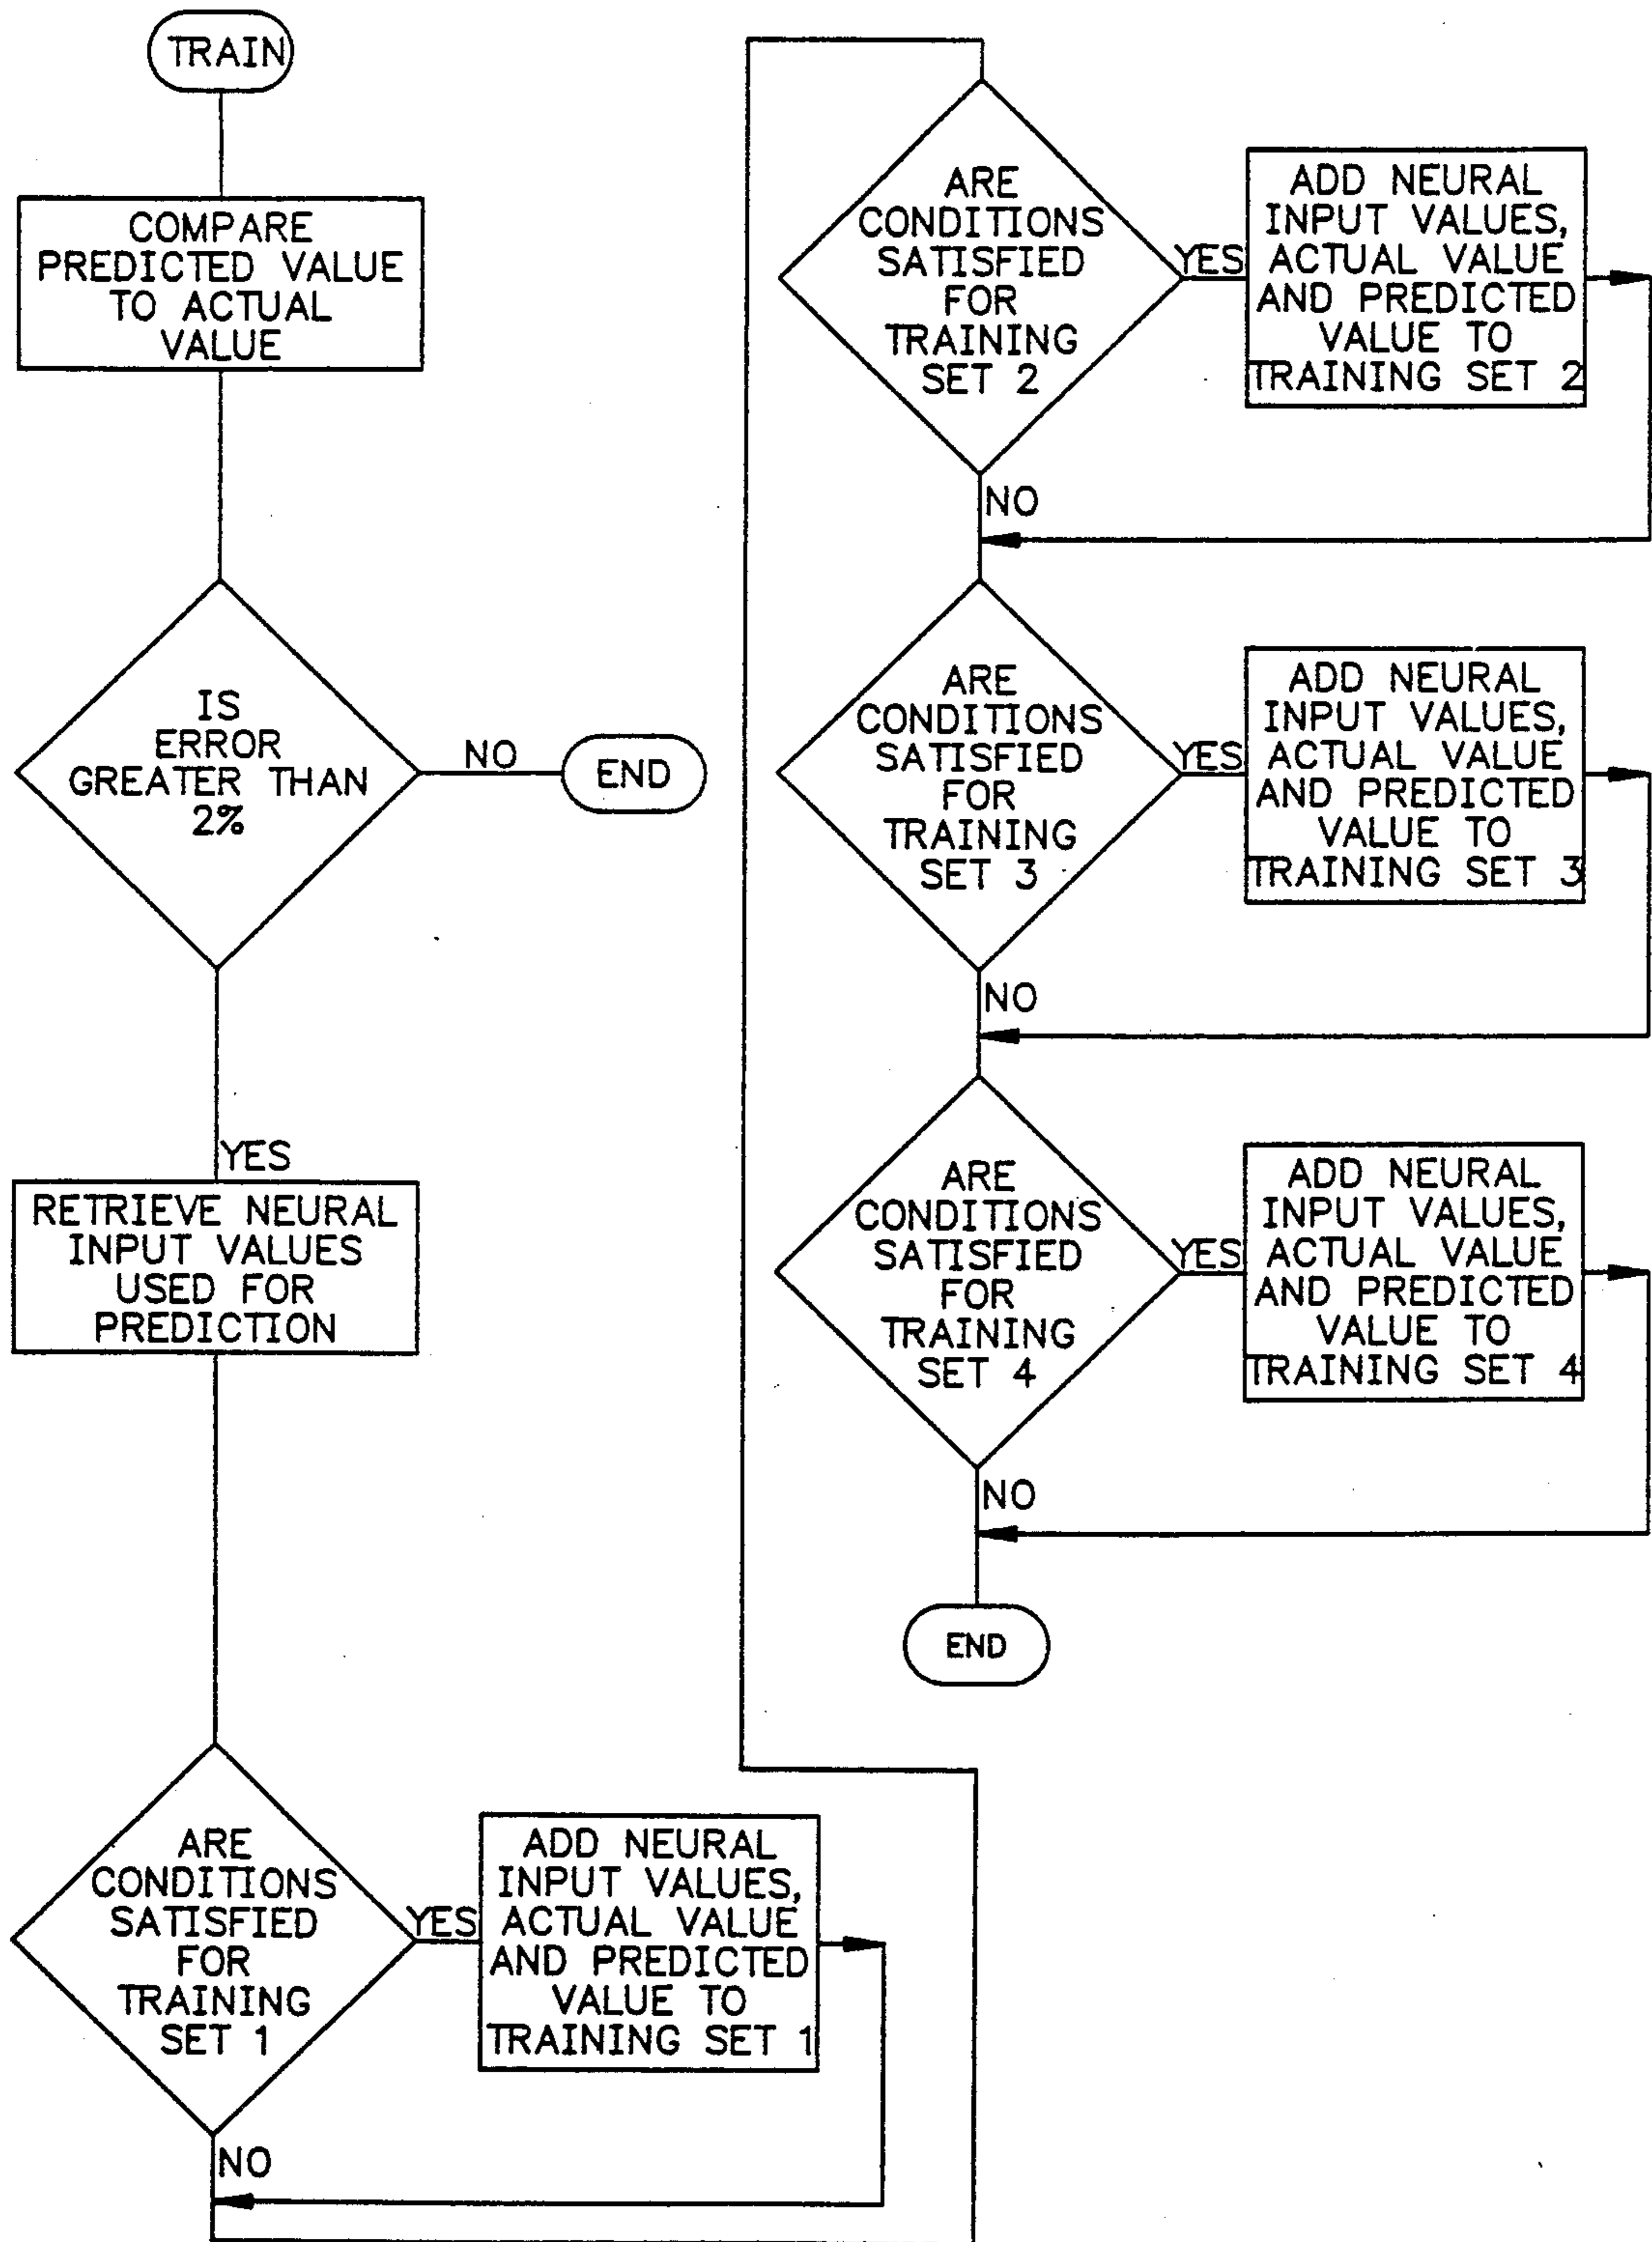 TRAIN
COMPARE
PREDICTED VALUE
TO ACTUAL
VALUE
IS
ERROR
GREATER THAN
2%
NO
END
YES
RETRIEVE NEURAL
INPUT VALUES
USED FOR
PREDICTION
ARE
CONDITIONS
SATISFIED
FOR
TRAINING
SET 1
YES
ADD NEURAL
INPUT VALUES,
ACTUAL VALUE
AND PREDICTED
VALUE TO
TRAINING SET 1
NO
ARE
CONDITIONS
SATISFIED
FOR
TRAINING
SET 2
YES
ADD NEURAL
INPUT VALUES,
ACTUAL VALUE
AND PREDICTED
VALUE TO
TRAINING SET 2
NO
ARE
CONDITIONS
SATISFIED
FOR
TRAINING
SET 3
YES
ADD NEURAL
INPUT VALUES,
ACTUAL VALUE
AND PREDICTED
VALUE TO
TRAINING SET 3
NO
ARE
CONDITIONS
SATISFIED
FOR
TRAINING
SET 4
YES
ADD NEURAL
INPUT VALUES,
ACTUAL VALUE
AND PREDICTED
VALUE TO
TRAINING SET 4
NO
END